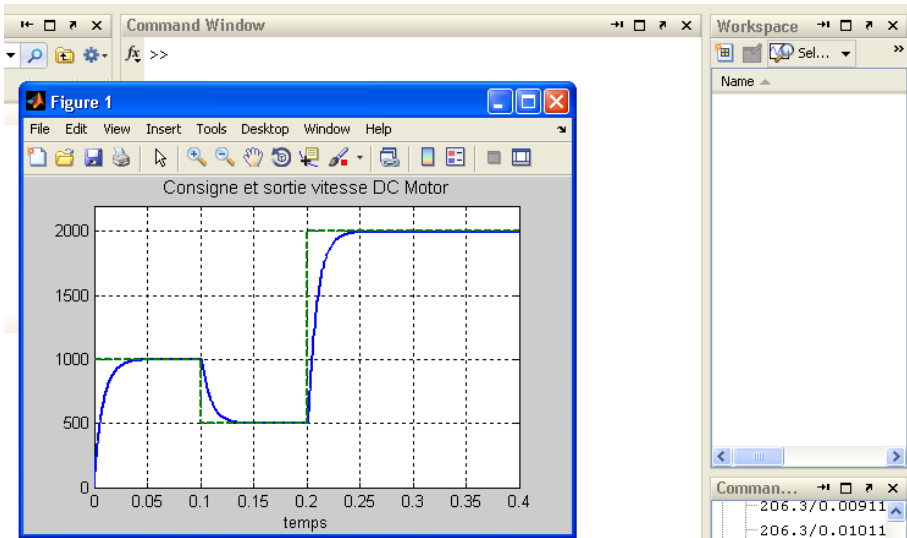 Command Window
Workspace
fx >>
Sel...
»
Name
Figure 1
File Edit View Insert Tools Desktop Window Help
Consigne et sortie vitesse DC Motor
2000
1500
1000
500
0
0 0.05 0.1 0.15 0.2 0.25 0.3 0.35 0.4
temps
Comman...
206.3/0.00911
206.3/0.01011